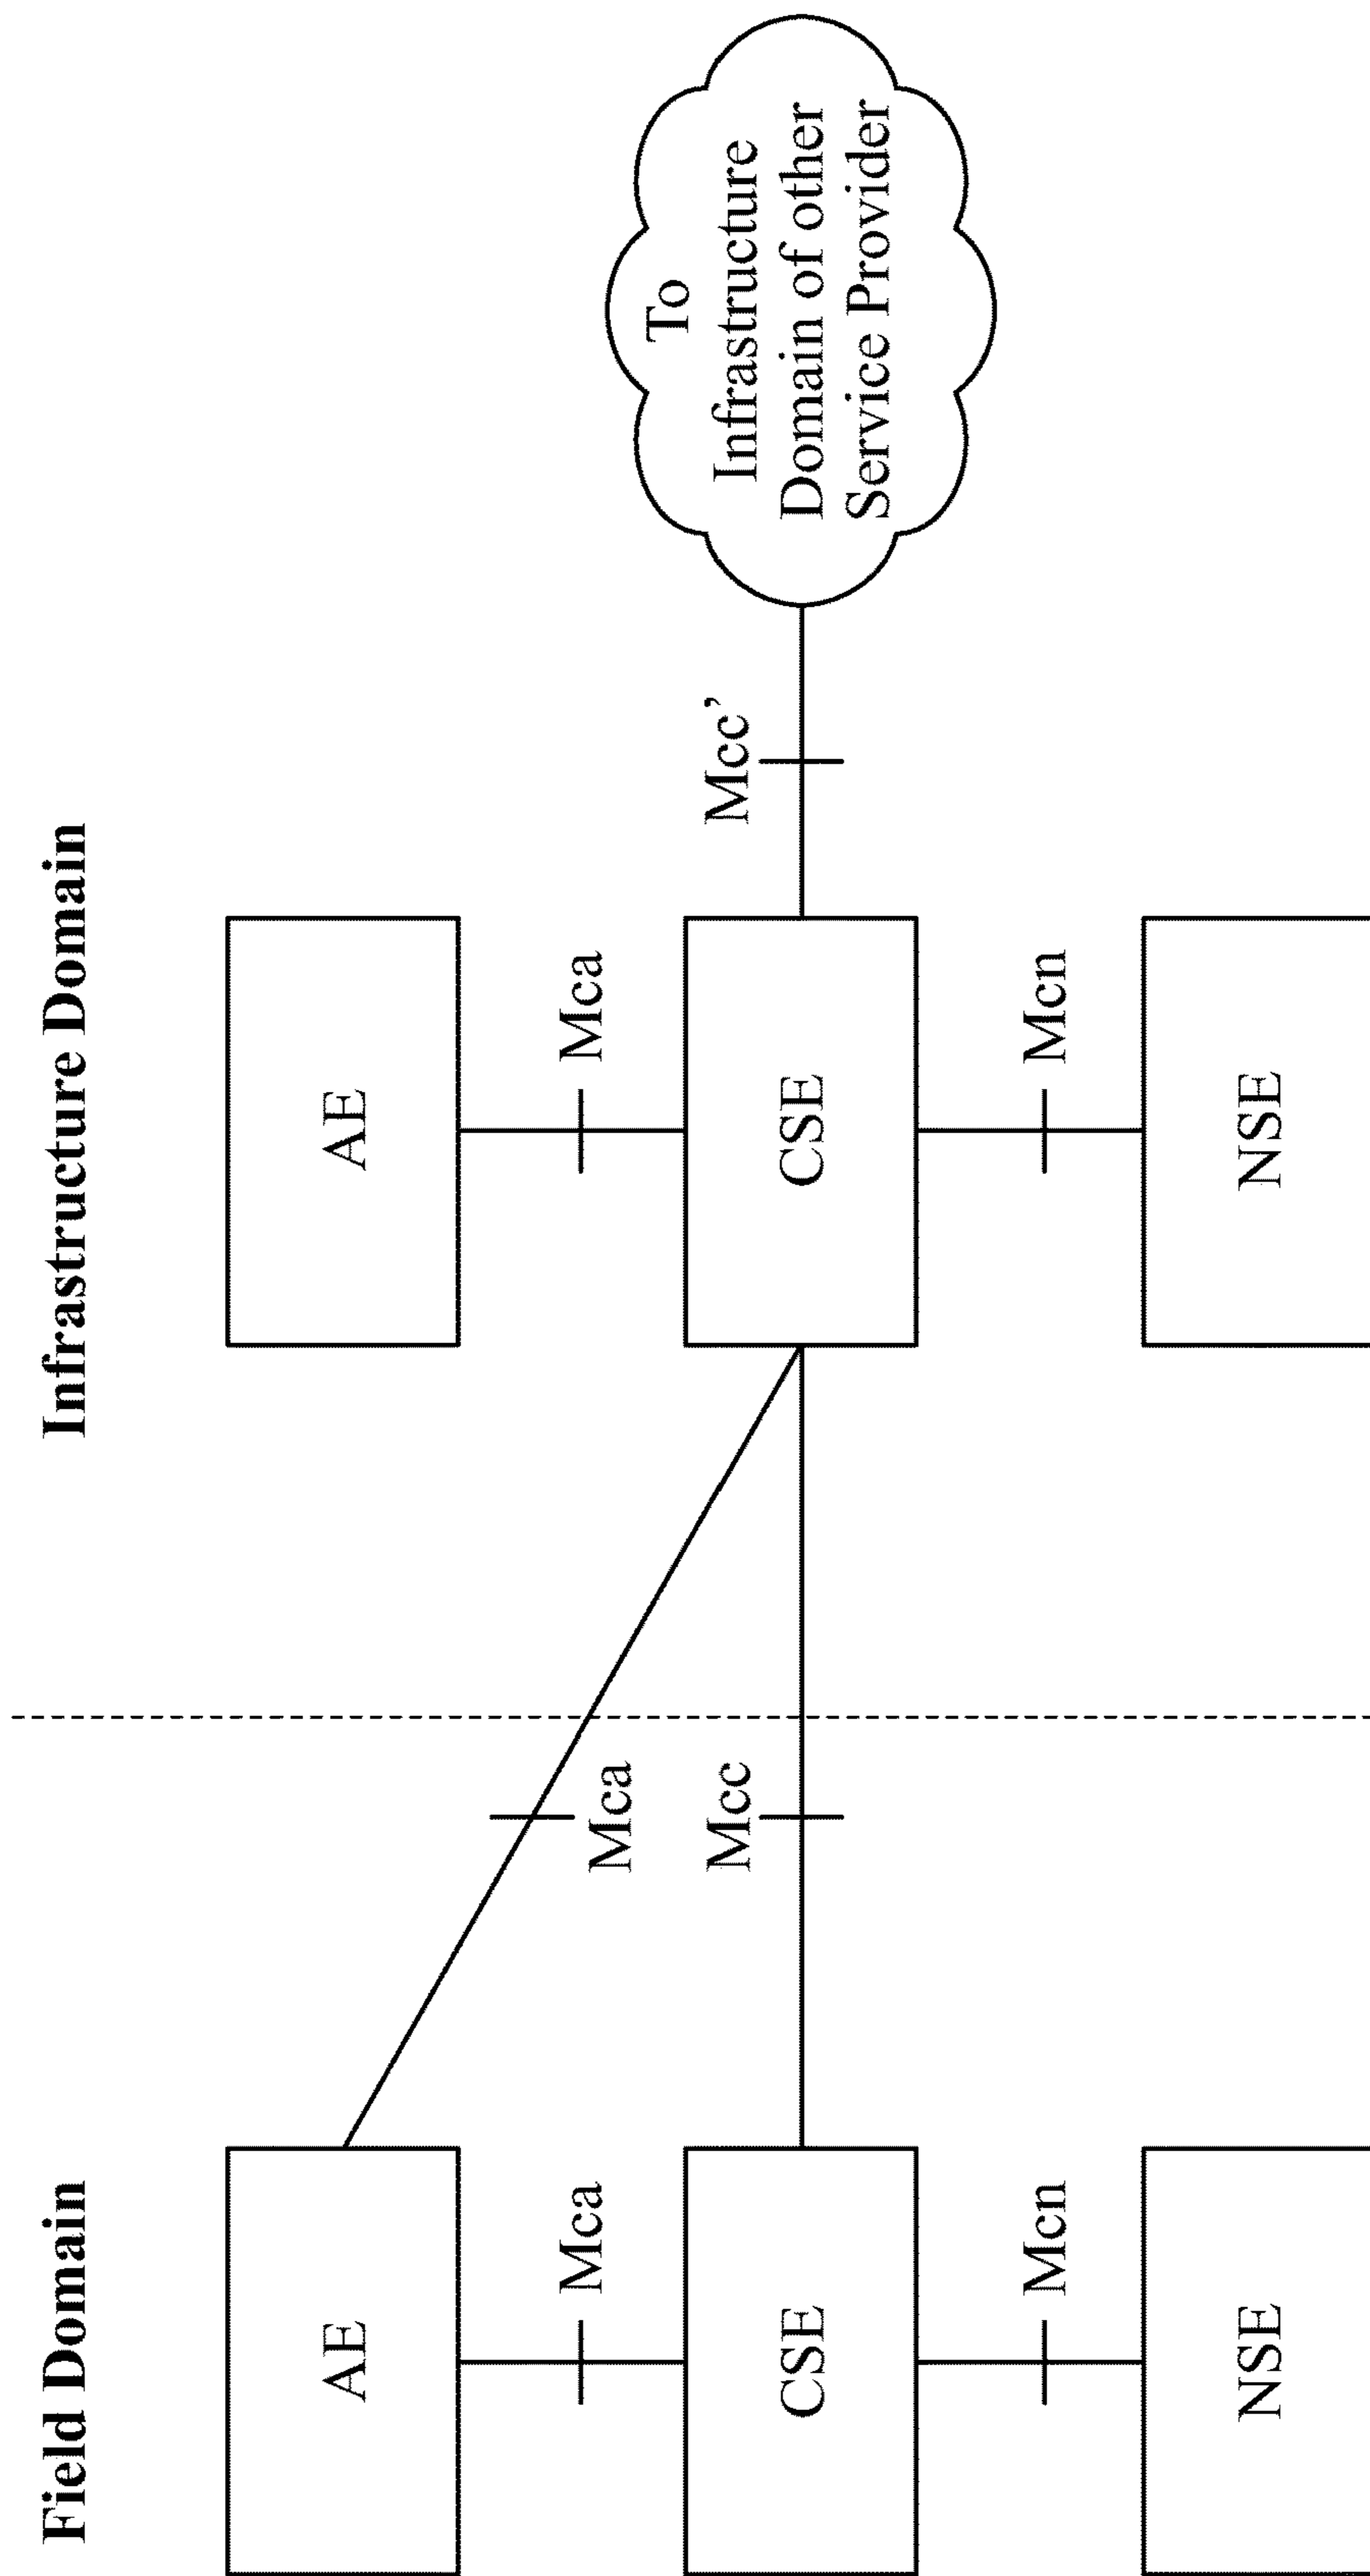 Field Domain
Infrastructure Domain
AE
AE
Mca
Mca
Mca
Mcc
Mcc’
CSE
CSE
To
Infrastructure
Domain of other
Service Provider
Mcn
Mcn
NSE
NSE